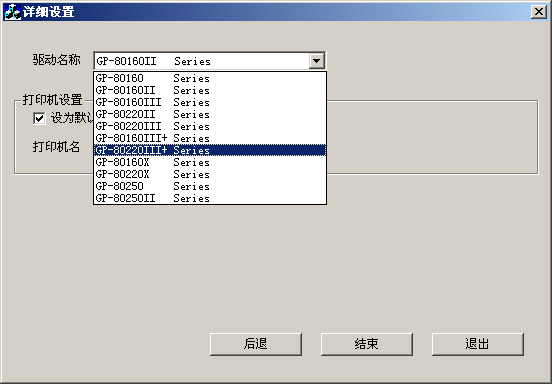 详细设置
驱动名称 GP-80160II Series
GP-80160 Series
GP-80160II Series
打印机设置 GP-80160III Series
设为默认 GP-80220II Series
GP-80220III Series
GP-80160III+ Series
打印机名 GP-80220III+ Series
GP-80160X Series
GP-80220X Series
GP-80250 Series
GP-80250II Series
后退 结束 退出